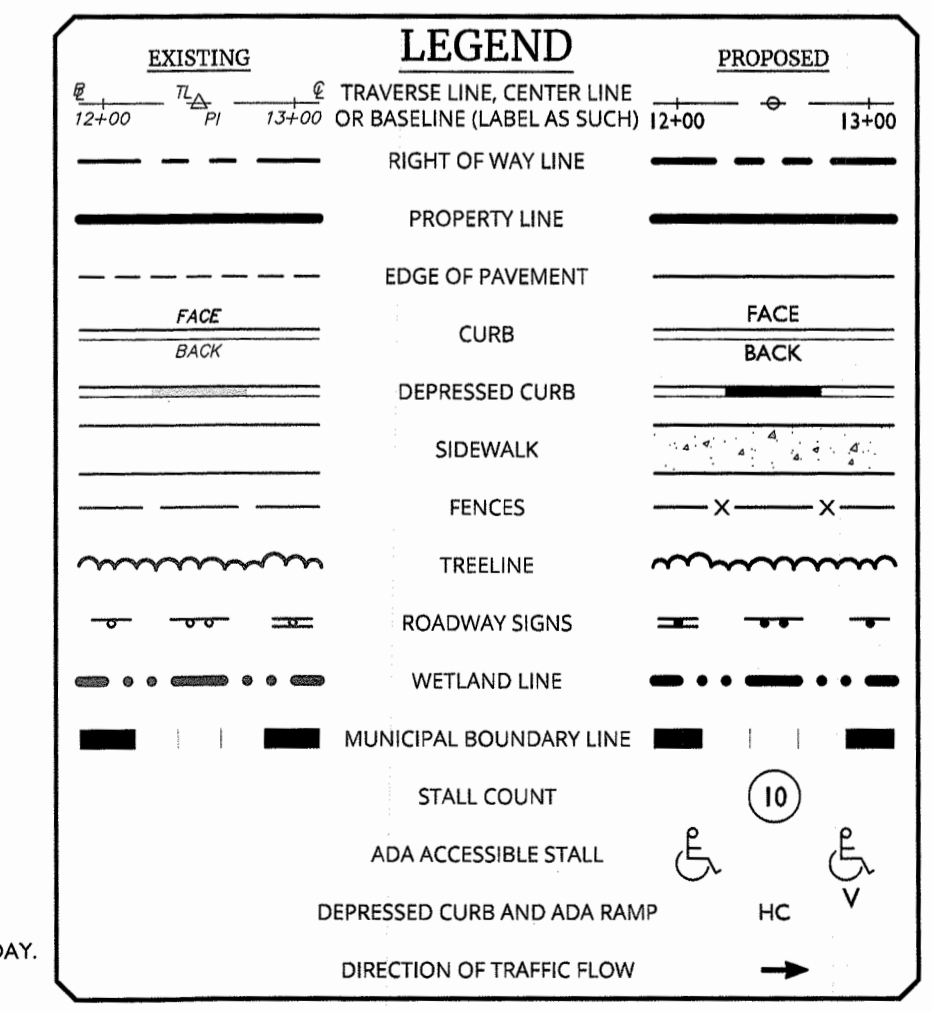 LEGEND
EXISTING PROPOSED
℄ TL ℄ TRAVERSE LINE, CENTER LINE
12+00 PI 13+00 OR BASELINE (LABEL AS SUCH) 12+00 13+00
RIGHT OF WAY LINE
PROPERTY LINE
EDGE OF PAVEMENT
FACE FACE
CURB
BACK BACK
DEPRESSED CURB
SIDEWALK
FENCES
X X
TREELINE
ROADWAY SIGNS
WETLAND LINE
MUNICIPAL BOUNDARY LINE
STALL COUNT 10
ADA ACCESSIBLE STALL
V
DEPRESSED CURB AND ADA RAMP HC
DAY.
DIRECTION OF TRAFFIC FLOW